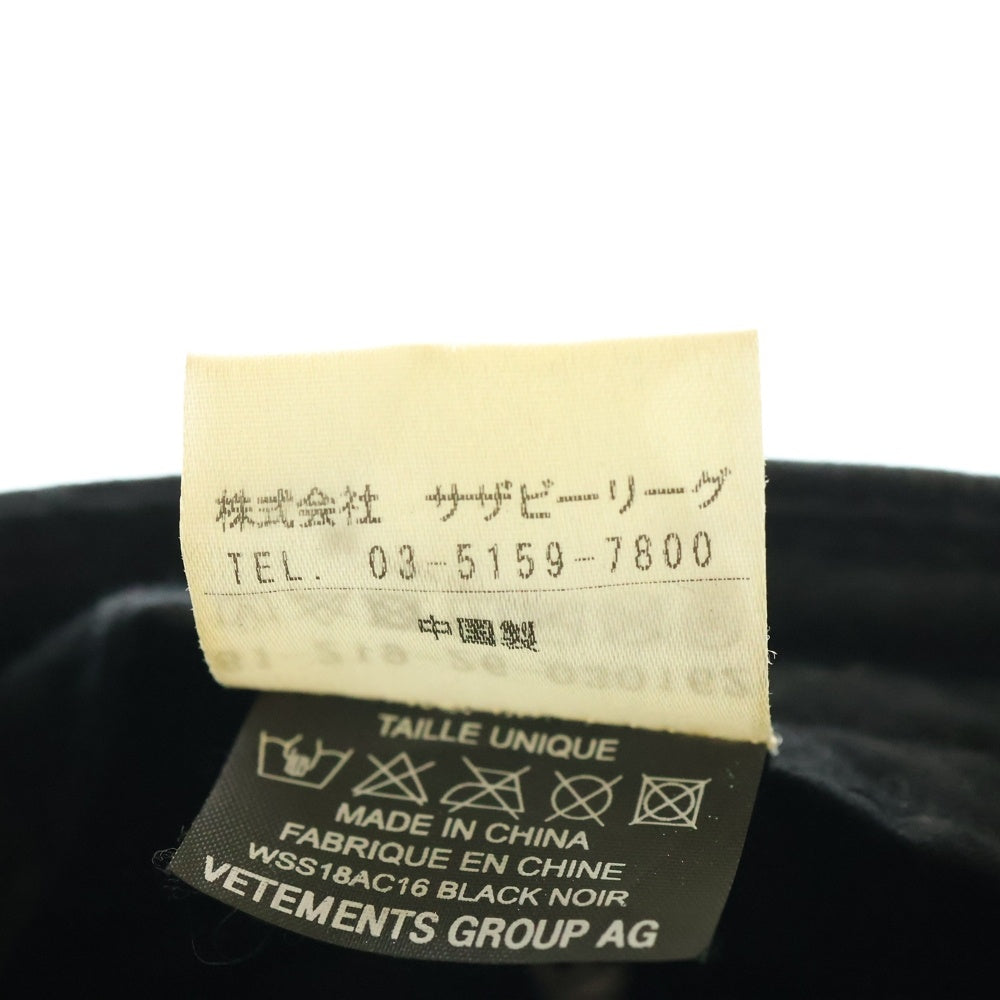 株式会社 サザビーリーグ
TEL. 03-5159-7800
中国製
TAILLE UNIQUE
MADE IN CHINA
FABRIQUE EN CHINE
WSS18AC16 BLACK NOIR
VETEMENTS GROUP AG